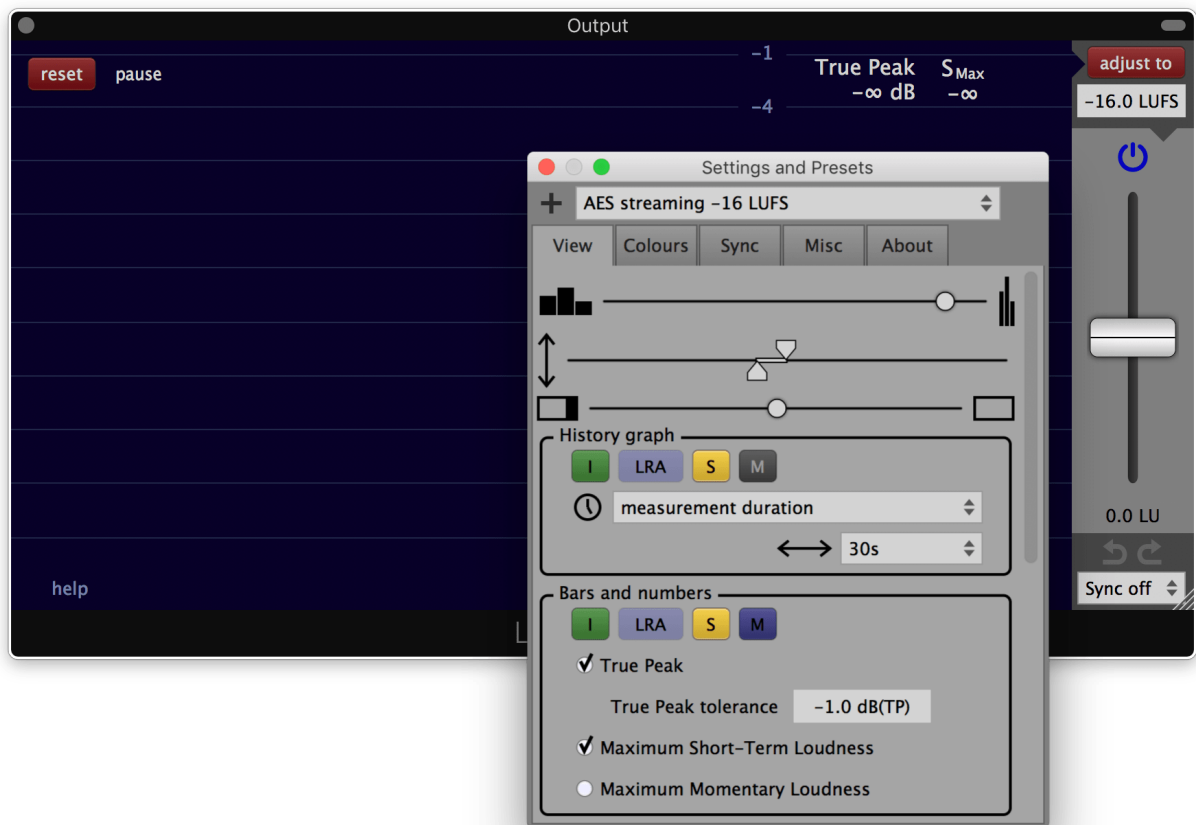 Output
reset
pause
-1
True Peak
S Max
-∞ dB
-∞
-4
adjust to
-16.0 LUFS
Settings and Presets
AES streaming -16 LUFS
View
Colours
Sync
Misc
About
History graph
I
LRA
S
M
measurement duration
30s
0.0 LU
Sync off
help
Bars and numbers
I
LRA
S
M
True Peak
True Peak tolerance
-1.0 dB(TP)
Maximum Short-Term Loudness
Maximum Momentary Loudness